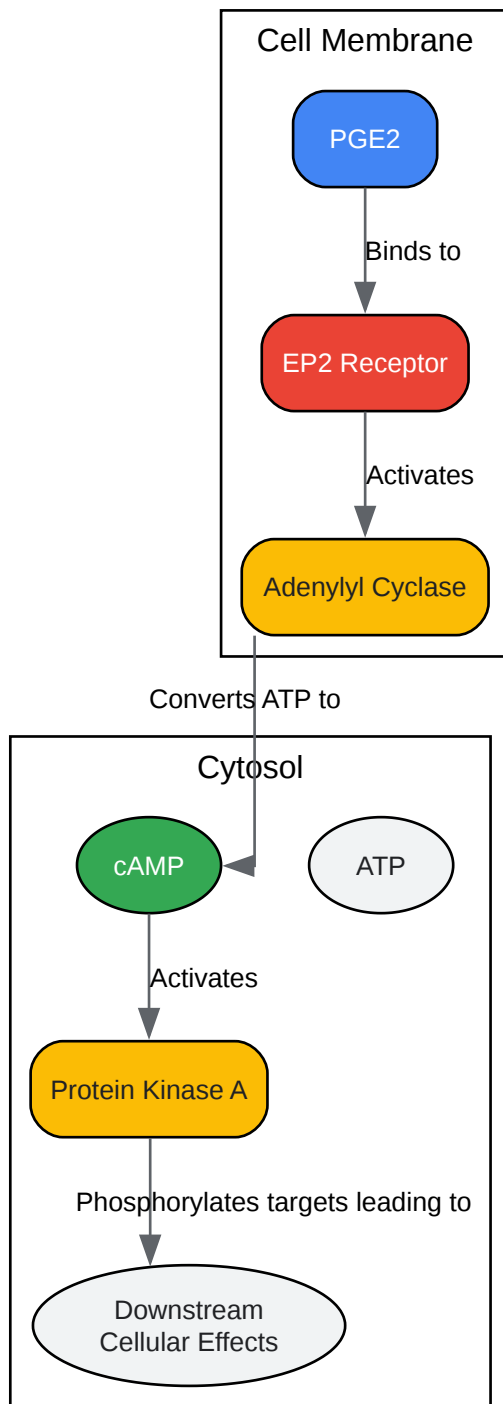 Cell Membrane
PGE2
Binds to
EP2 Receptor
Activates
Adenylyl Cyclase
Converts ATP to
Cytosol
cAMP
ATP
Activates
Protein Kinase A
Phosphorylates targets leading to
Downstream
Cellular Effects